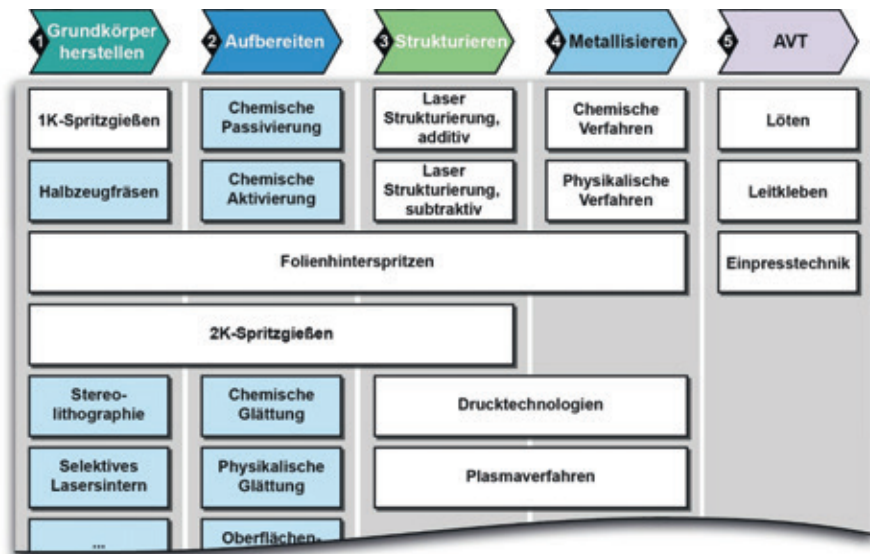 1 Grundkörper
herstellen
2 Aufbereiten
3 Strukturieren
4 Metallisieren
5 AVT
1K-Spritzgießen
Chemische
Passivierung
Laser
Strukturierung,
additiv
Chemische
Verfahren
Löten
Halbzeugfräsen
Chemische
Aktivierung
Laser
Strukturierung,
subtraktiv
Physikalische
Verfahren
Leitkleben
Folienhinterspritzen
Einpresstechnik
2K-Spritzgießen
Stereo-
lithographie
Chemische
Glättung
Drucktechnologien
Selektives
Lasersintern
Physikalische
Glättung
Plasmaverfahren
...
Oberflächen-